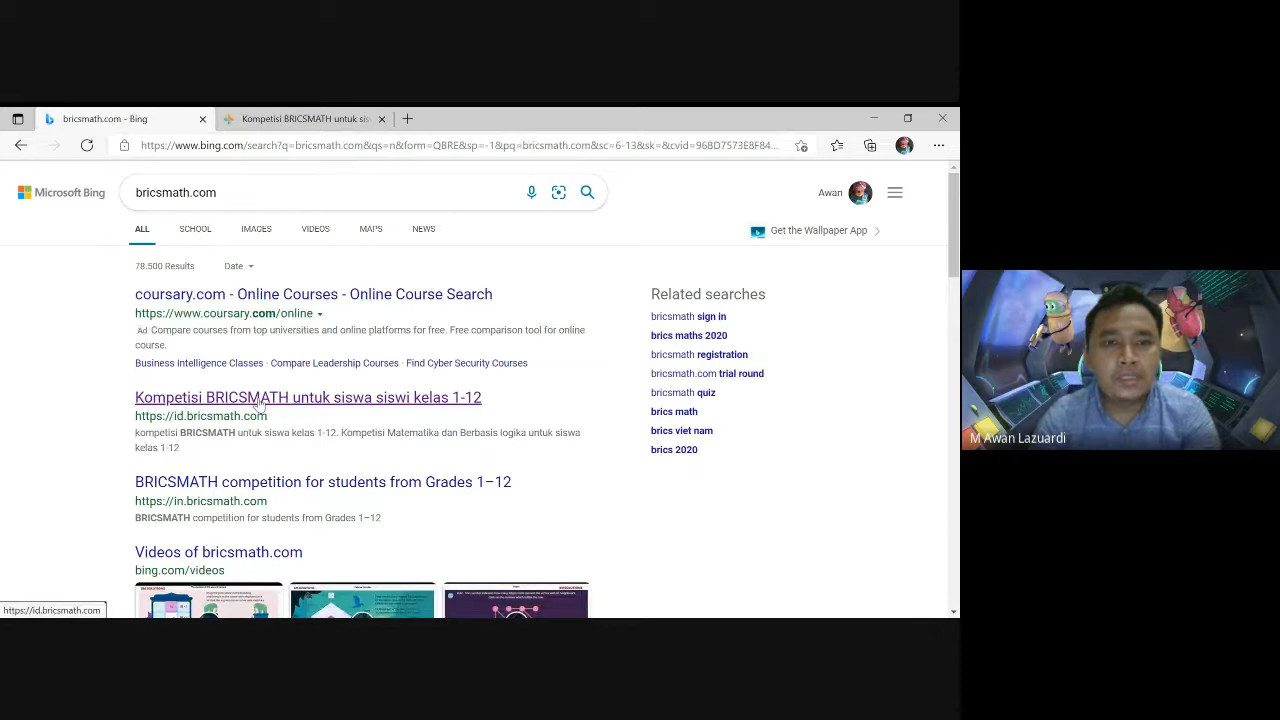 bricsmath.com - Bing
Kompetisi BRICSMATH untuk sis
https://www.bing.com/search?q=bricsmath.com&qs=n&form=QBRE&sp=-1&pq=bricsmath.com&sc=6-13&sk=&cvid=96BD7573E8F84...
Microsoft Bing
bricsmath.com
Awan
ALL SCHOOL IMAGES VIDEOS MAPS NEWS
Get the Wallpaper App
78.500 Results Date
coursary.com - Online Courses - Online Course Search
https://www.coursary.com/online
Ad Compare courses from top universities and online platforms for free. Free comparison tool for online
course.
Business Intelligence Classes · Compare Leadership Courses · Find Cyber Security Courses
Kompetisi BRICSMATH untuk siswa siswi kelas 1-12
https://id.bricsmath.com
kompetisi BRICSMATH untuk siswa kelas 1-12. Kompetisi Matematika dan Berbasis logika untuk siswa
kelas 1-12
BRICSMATH competition for students from Grades 1–12
https://in.bricsmath.com
BRICSMATH competition for students from Grades 1–12
Videos of bricsmath.com
bing.com/videos
Related searches
bricsmath sign in
brics maths 2020
bricsmath registration
bricsmath.com trial round
bricsmath quiz
brics math
brics viet nam
brics 2020
https://id.bricsmath.com
M Awan Lazuardi